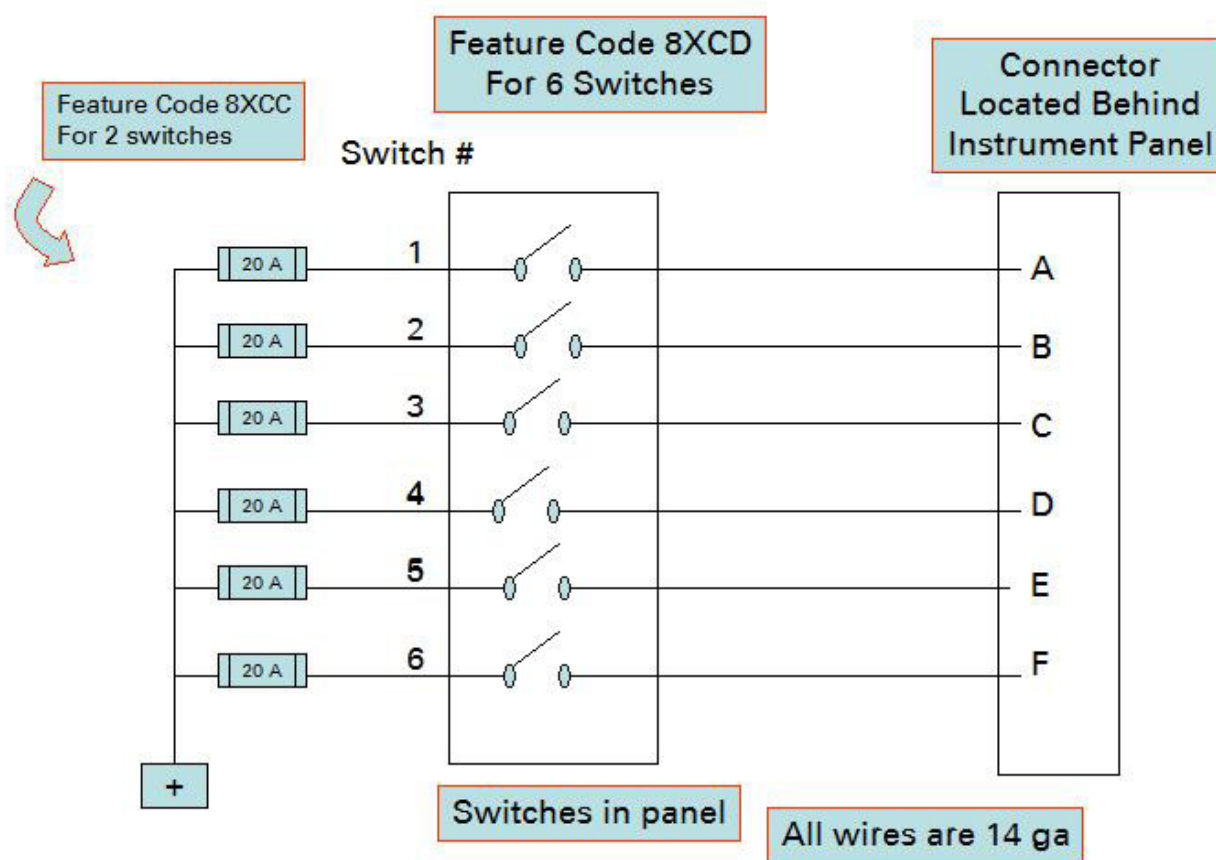 Feature Code 8XCD
For 6 Switches
Connector
Located Behind
Instrument Panel
Feature Code 8XCC
For 2 switches
Switch #
20 A
1
A
20 A
2
B
20 A
3
C
20 A
4
D
20 A
5
E
20 A
6
F
+
Switches in panel
All wires are 14 ga